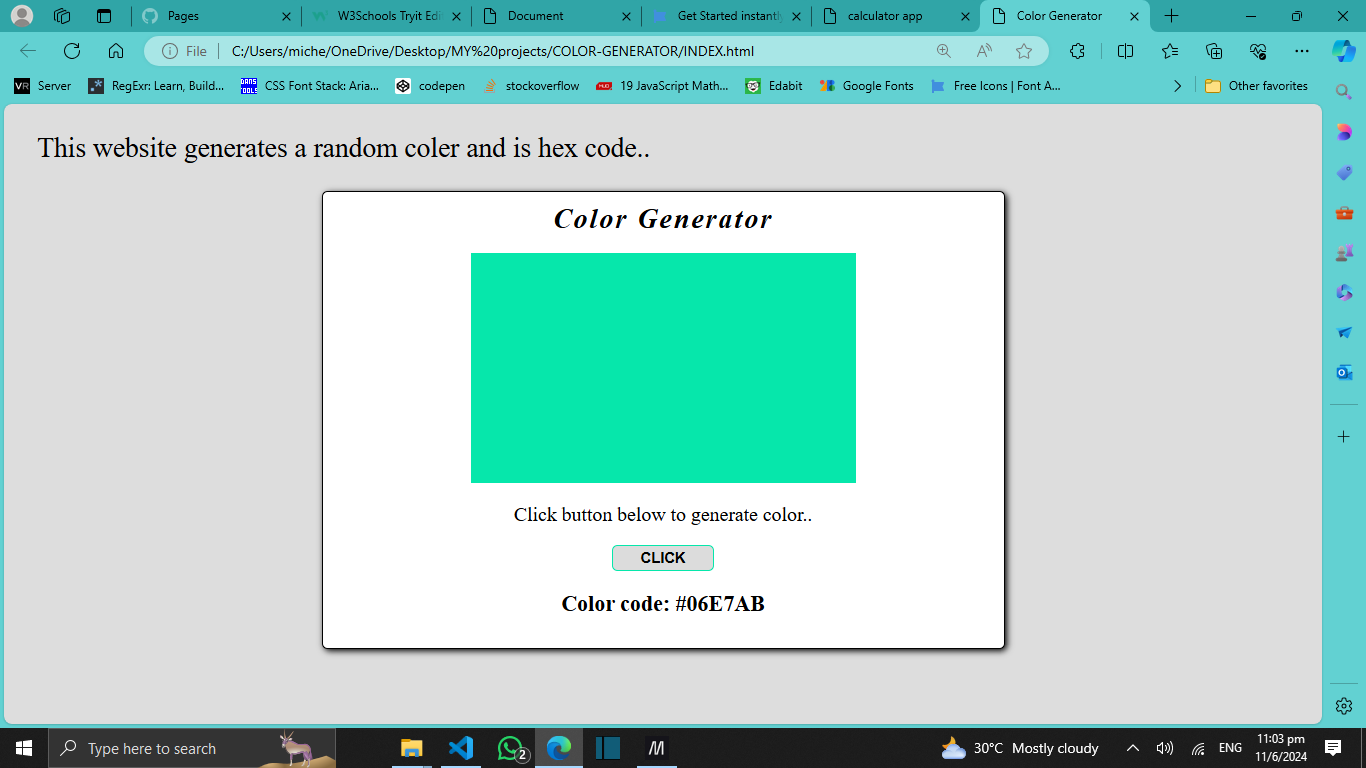 Pages
W3Schools Tryit Edi
Document
Get Started instantly
calculator app
Color Generator
File
C:/Users/miche/OneDrive/Desktop/MY%20projects/COLOR-GENERATOR/INDEX.html
VR Server
RegExr: Learn, Build...
DANS TOOLS CSS Font Stack: Aria...
codepen
stockoverflow
19 JavaScript Math...
Edabit
Google Fonts
Free Icons | Font A...
Other favorites
This website generates a random coler and is hex code..
Color Generator
Click button below to generate color..
CLICK
Color code: #06E7AB
Type here to search
2
30°C Mostly cloudy
ENG
11:03 pm
11/6/2024